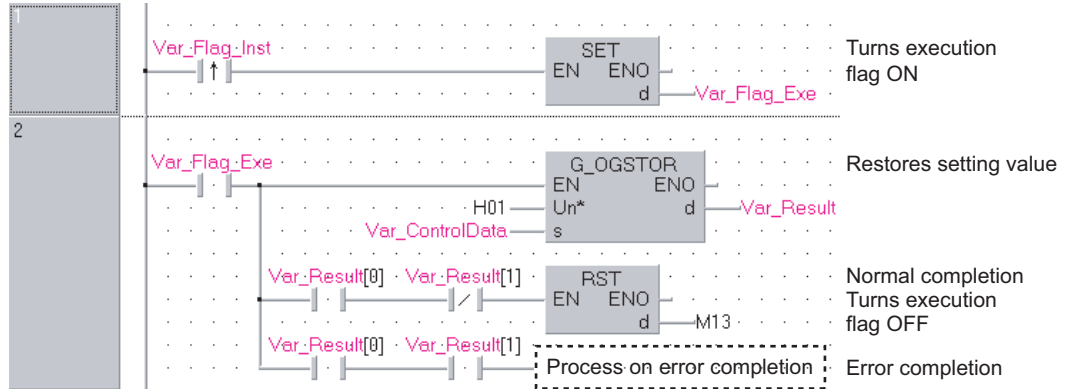 1
Var_Flag_Inst
SET
EN ENO
d
Var_Flag_Exe
Turns execution
flag ON
2
Var_Flag_Exe
G_OGSTOR
EN ENO
H01 Un* d Var_Result
Var_ControlData s
Restores setting value
Var_Result[0] Var_Result[1]
RST
EN ENO
d M13
Normal completion
Turns execution
flag OFF
Var_Result[0] Var_Result[1]
Process on error completion
Error completion